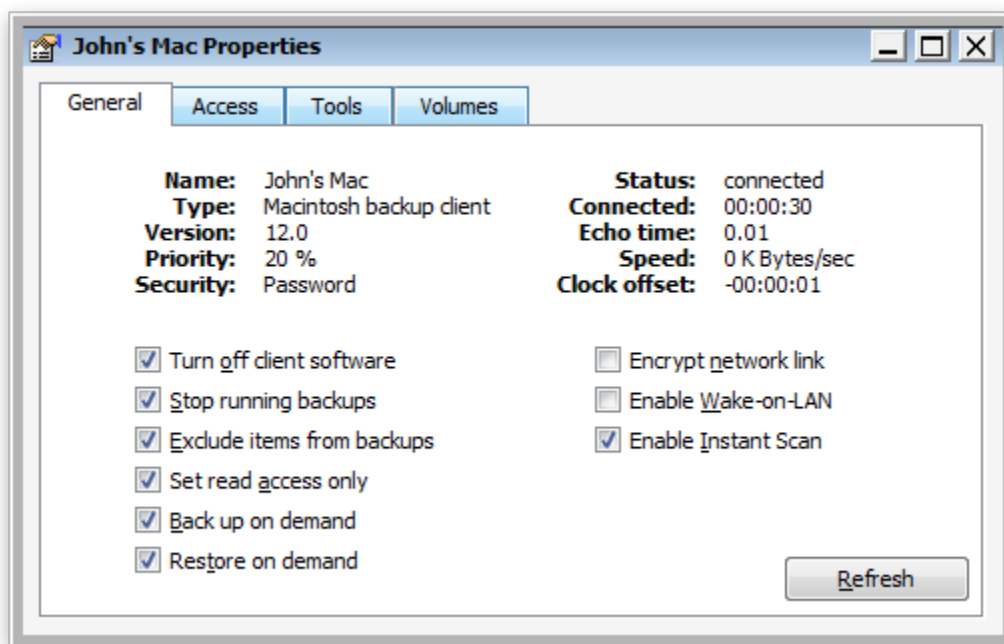 John's Mac Properties
General Access Tools Volumes
Name: John's Mac
Type: Macintosh backup client
Version: 12.0
Priority: 20 %
Security: Password
Status: connected
Connected: 00:00:30
Echo time: 0.01
Speed: 0 K Bytes/sec
Clock offset: -00:00:01
Turn off client software
Stop running backups
Exclude items from backups
Set read access only
Back up on demand
Restore on demand
Encrypt network link
Enable Wake-on-LAN
Enable Instant Scan
Refresh